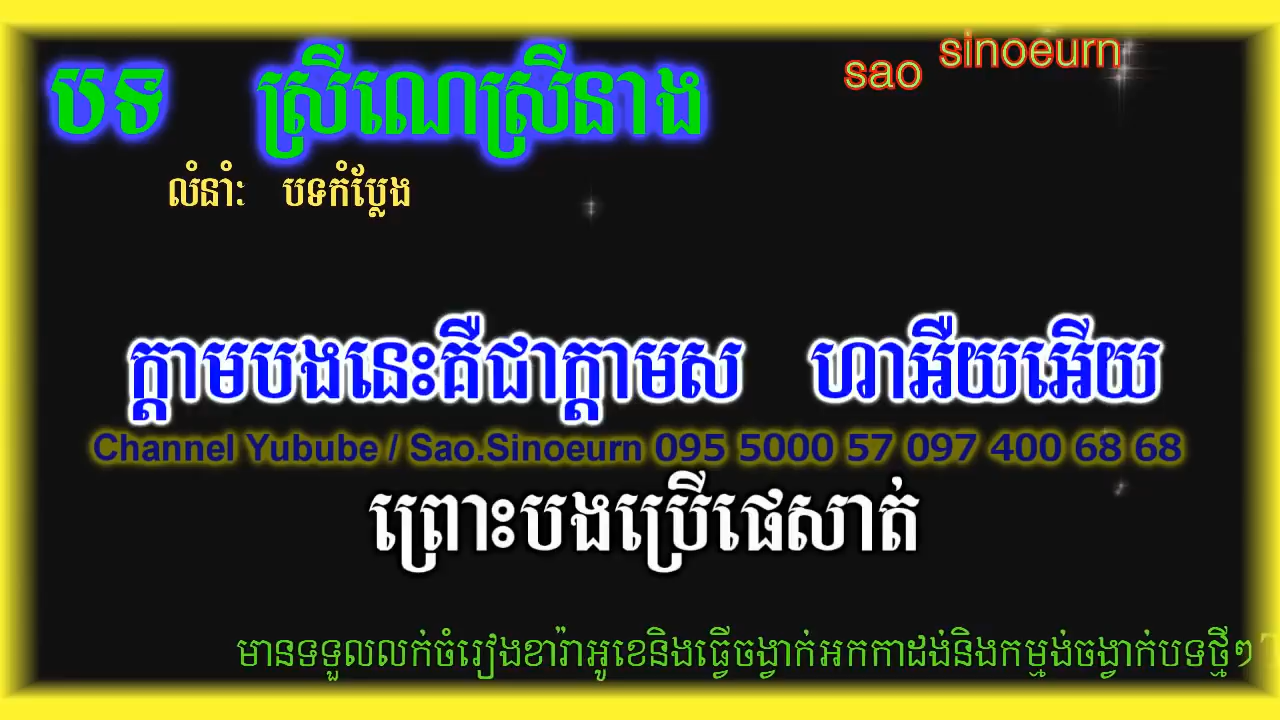 បទ ស្រីណេស្រីនាង
sao sinoeurn
លំនាំៈ បទកំប្លែង
ក្ដាមបងនេះគឺជាក្ដាមស ហាអឺយអើយ
Channel Yubube / Sao.Sinoeurn 095 5000 57 097 400 68 68
ព្រោះបងប្រើផេសាត់
មានទទួលលក់ចំរៀងខារ៉ាអូខេនិងធ្វើចង្វាក់អកកាដង់និងកម្មង់ចង្វាក់បទថ្មីៗ